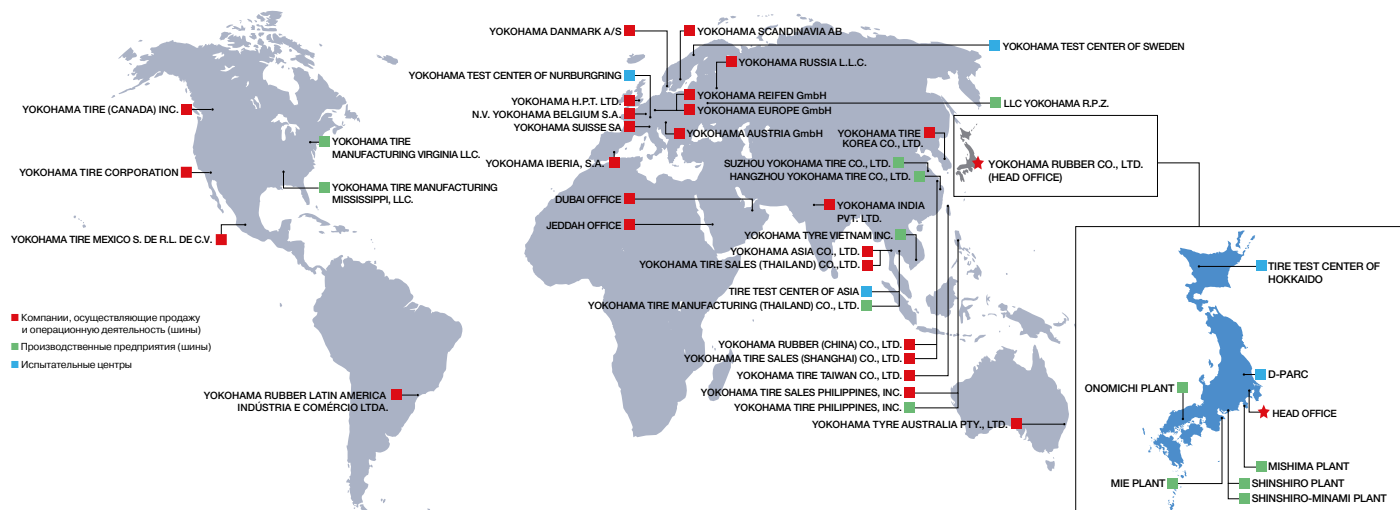 YOKOHAMA DANMARK A/S
YOKOHAMA SCANDINAVIA AB
YOKOHAMA TEST CENTER OF SWEDEN
YOKOHAMA RUSSIA L.L.C.
YOKOHAMA TEST CENTER OF NURBURGRING
YOKOHAMA REIFEN GmbH
YOKOHAMA H.P.T. LTD.
LLC YOKOHAMA R.P.Z.
YOKOHAMA EUROPE GmbH
N.V. YOKOHAMA BELGIUM S.A.
YOKOHAMA SUISSE SA
YOKOHAMA AUSTRIA GmbH
YOKOHAMA IBERIA, S.A.
YOKOHAMA TIRE (CANADA) INC.
YOKOHAMA TIRE
MANUFACTURING VIRGINIA LLC.
YOKOHAMA TIRE CORPORATION
YOKOHAMA TIRE MANUFACTURING
MISSISSIPPI, LLC.
YOKOHAMA TIRE MEXICO S. DE R.L. DE C.V.
YOKOHAMA TIRE
KOREA CO., LTD.
SUZHOU YOKOHAMA TIRE CO., LTD.
HANGZHOU YOKOHAMA TIRE CO., LTD.
YOKOHAMA RUBBER CO., LTD.
(HEAD OFFICE)
DUBAI OFFICE
JEDDAH OFFICE
YOKOHAMA INDIA
PVT. LTD.
YOKOHAMA TYRE VIETNAM INC.
YOKOHAMA ASIA CO., LTD.
YOKOHAMA TIRE SALES (THAILAND) CO., LTD.
TIRE TEST CENTER OF ASIA
YOKOHAMA TIRE MANUFACTURING (THAILAND) CO., LTD.
YOKOHAMA RUBBER (CHINA) CO., LTD.
YOKOHAMA TIRE SALES (SHANGHAI) CO., LTD.
YOKOHAMA TIRE TAIWAN CO., LTD.
YOKOHAMA TIRE SALES PHILIPPINES, INC.
YOKOHAMA TIRE PHILIPPINES, INC.
YOKOHAMA TYRE AUSTRALIA PTY., LTD.
Компании, осуществляющие продажу
и операционную деятельность (шины)
Производственные предприятия (шины)
Испытательные центры
YOKOHAMA RUBBER LATIN AMERICA
INDÚSTRIA E COMÉRCIO LTDA.
TIRE TEST CENTER OF
HOKKAIDO
D-PARC
ONOMICHI PLANT
HEAD OFFICE
MISHIMA PLANT
MIE PLANT
SHINSHIRO PLANT
SHINSHIRO-MINAMI PLANT